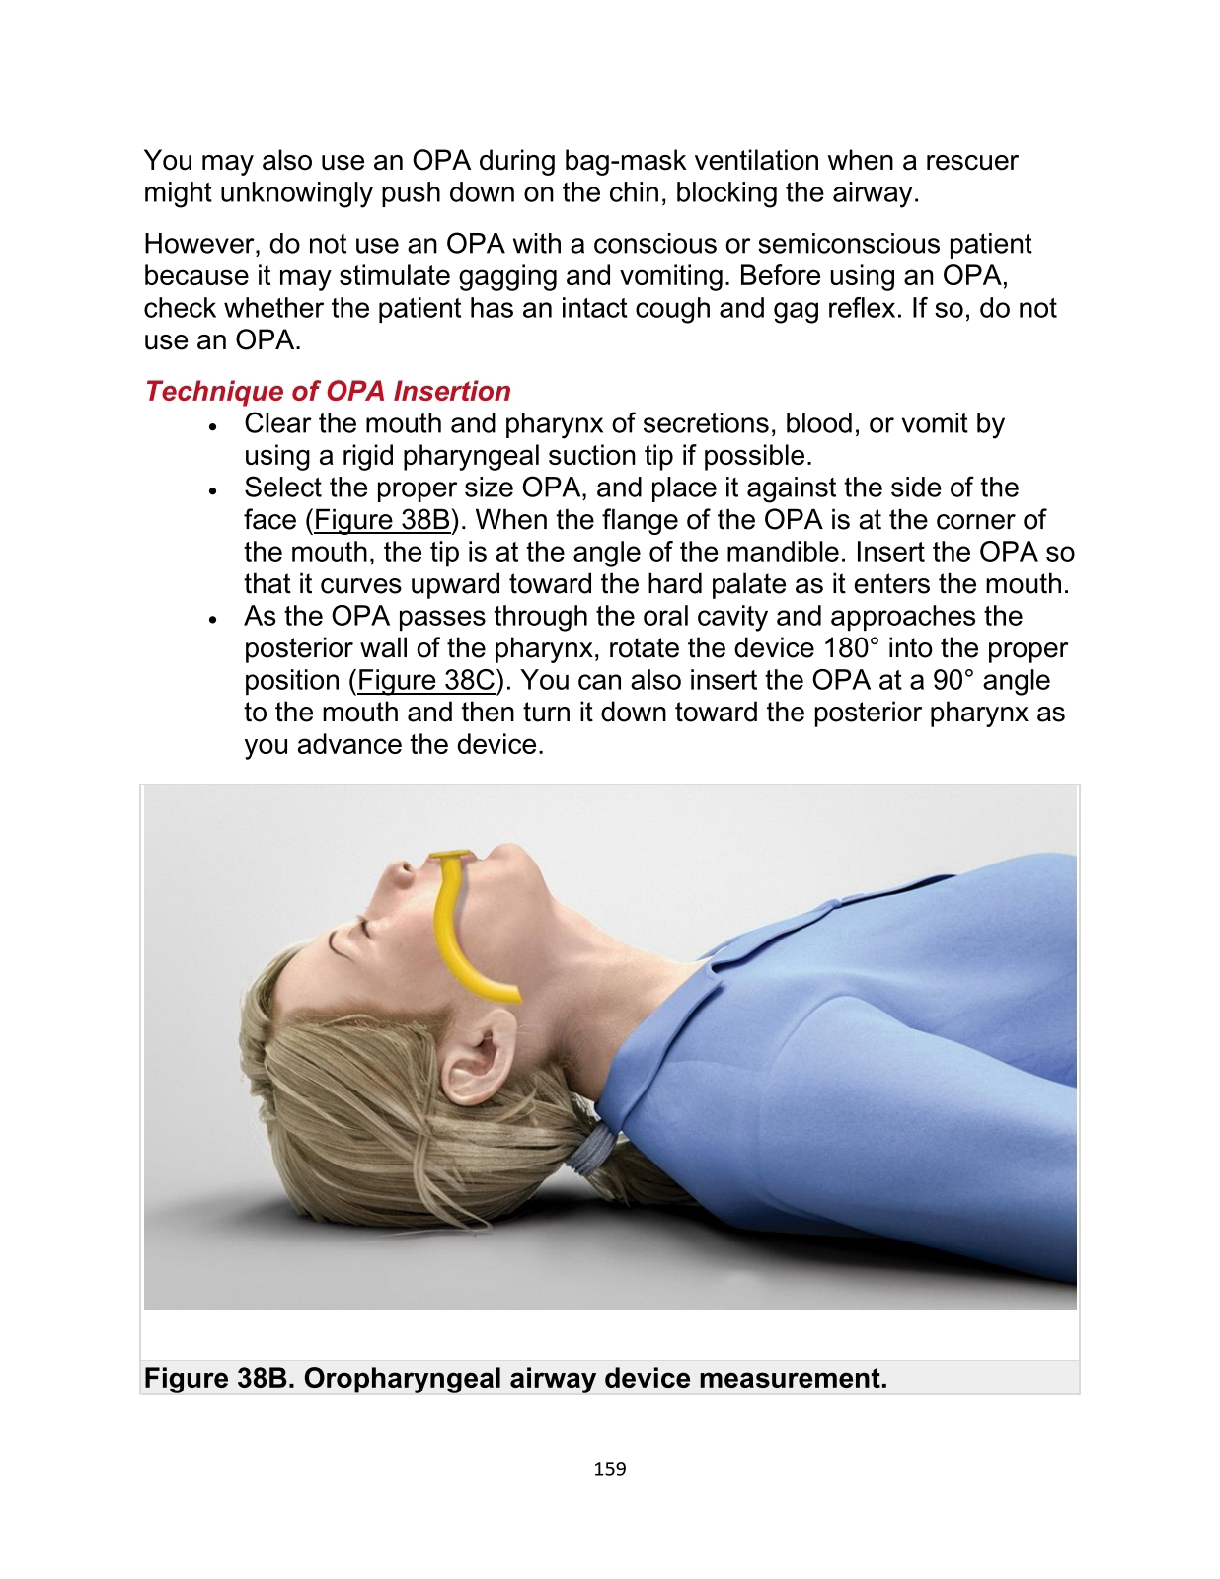 You may also use an OPA during bag-mask ventilation when a rescuer
might unknowingly push down on the chin, blocking the airway.
However, do not use an OPA with a conscious or semiconscious patient
because it may stimulate gagging and vomiting. Before using an OPA,
check whether the patient has an intact cough and gag reflex. If so, do not
use an OPA.
Technique of OPA Insertion
• Clear the mouth and pharynx of secretions, blood, or vomit by
using a rigid pharyngeal suction tip if possible.
• Select the proper size OPA, and place it against the side of the
face (Figure 38B). When the flange of the OPA is at the corner of
the mouth, the tip is at the angle of the mandible. Insert the OPA so
that it curves upward toward the hard palate as it enters the mouth.
• As the OPA passes through the oral cavity and approaches the
posterior wall of the pharynx, rotate the device 180° into the proper
position (Figure 38C). You can also insert the OPA at a 90° angle
to the mouth and then turn it down toward the posterior pharynx as
you advance the device.
Figure 38B. Oropharyngeal airway device measurement.
159